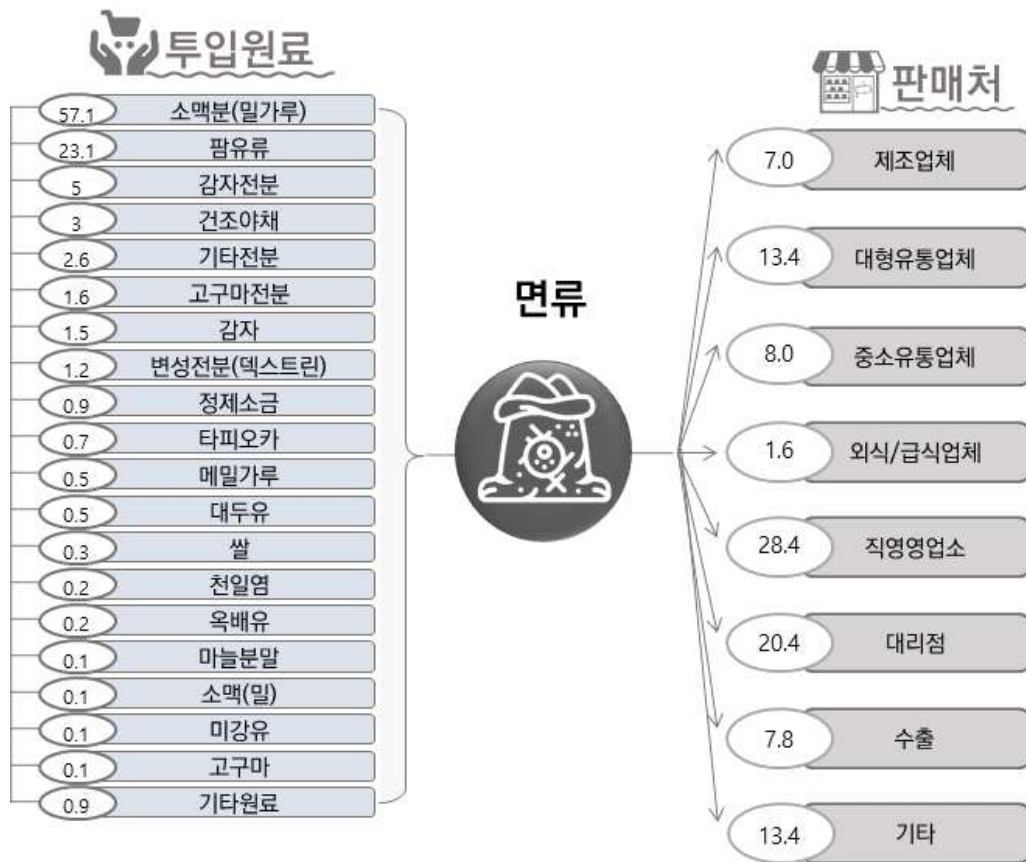 투입원료
57.1 소맥분(밀가루)
23.1 팜유류
5 감자전분
3 건조야채
2.6 기타전분
1.6 고구마전분
1.5 감자
1.2 변성전분(덱스트린)
0.9 정제소금
0.7 타피오카
0.5 메밀가루
0.5 대두유
0.3 쌀
0.2 천일염
0.2 옥배유
0.1 마늘분말
0.1 소맥(밀)
0.1 미강유
0.1 고구마
0.9 기타원료
면류
판매처
7.0 제조업체
13.4 대형유통업체
8.0 중소유통업체
1.6 외식/급식업체
28.4 직영영업소
20.4 대리점
7.8 수출
13.4 기타